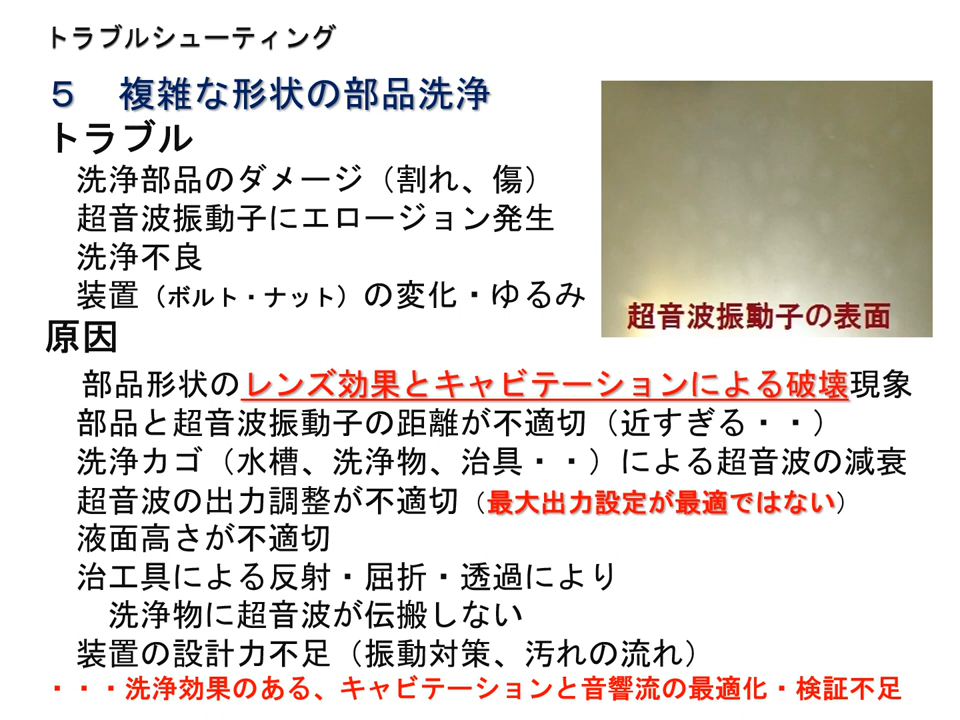 トラブルシューティング
５　複雑な形状の部品洗浄
トラブル
洗浄部品のダメージ（割れ、傷）
超音波振動子にエロージョン発生
洗浄不良
装置（ボルト・ナット）の変化・ゆるみ
超音波振動子の表面
原因
部品形状のレンズ効果とキャビテーションによる破壊現象
部品と超音波振動子の距離が不適切（近すぎる・・）
洗浄カゴ（水槽、洗浄物、治具・・）による超音波の減衰
超音波の出力調整が不適切（最大出力設定が最適ではない）
液面高さが不適切
治工具による反射・屈折・透過により
洗浄物に超音波が伝搬しない
装置の設計力不足（振動対策、汚れの流れ）
・・・洗浄効果のある、キャビテーションと音響流の最適化・検証不足